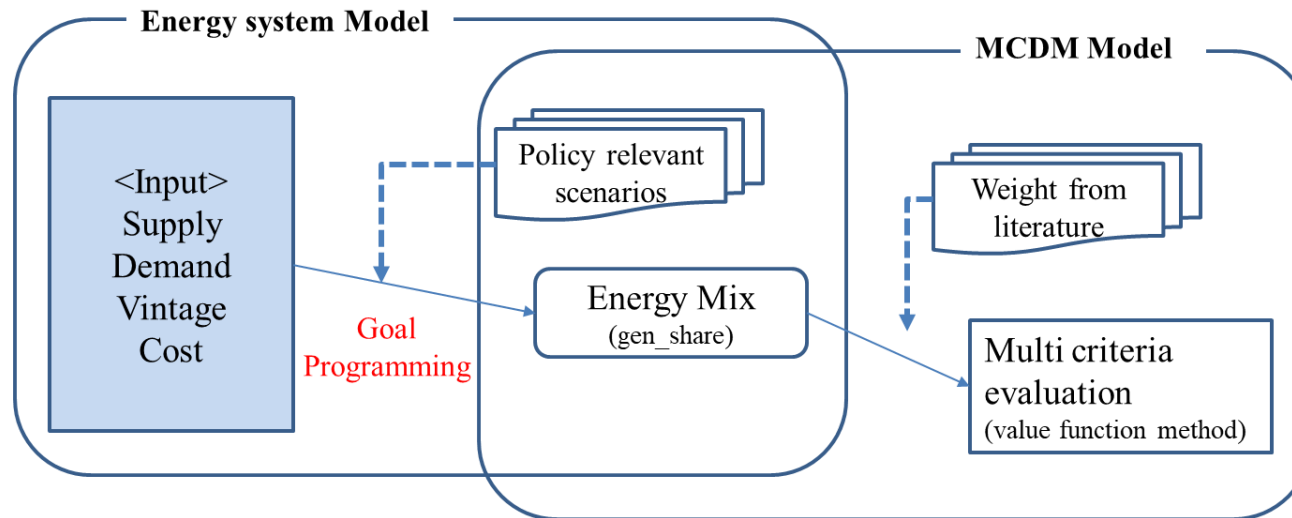 Energy system Model
MCDM Model
<Input>
Supply
Demand
Vintage
Cost
Policy relevant
scenarios
Weight from
literature
Goal
Programming
Energy Mix
(gen_share)
Multi criteria
evaluation
(value function method)